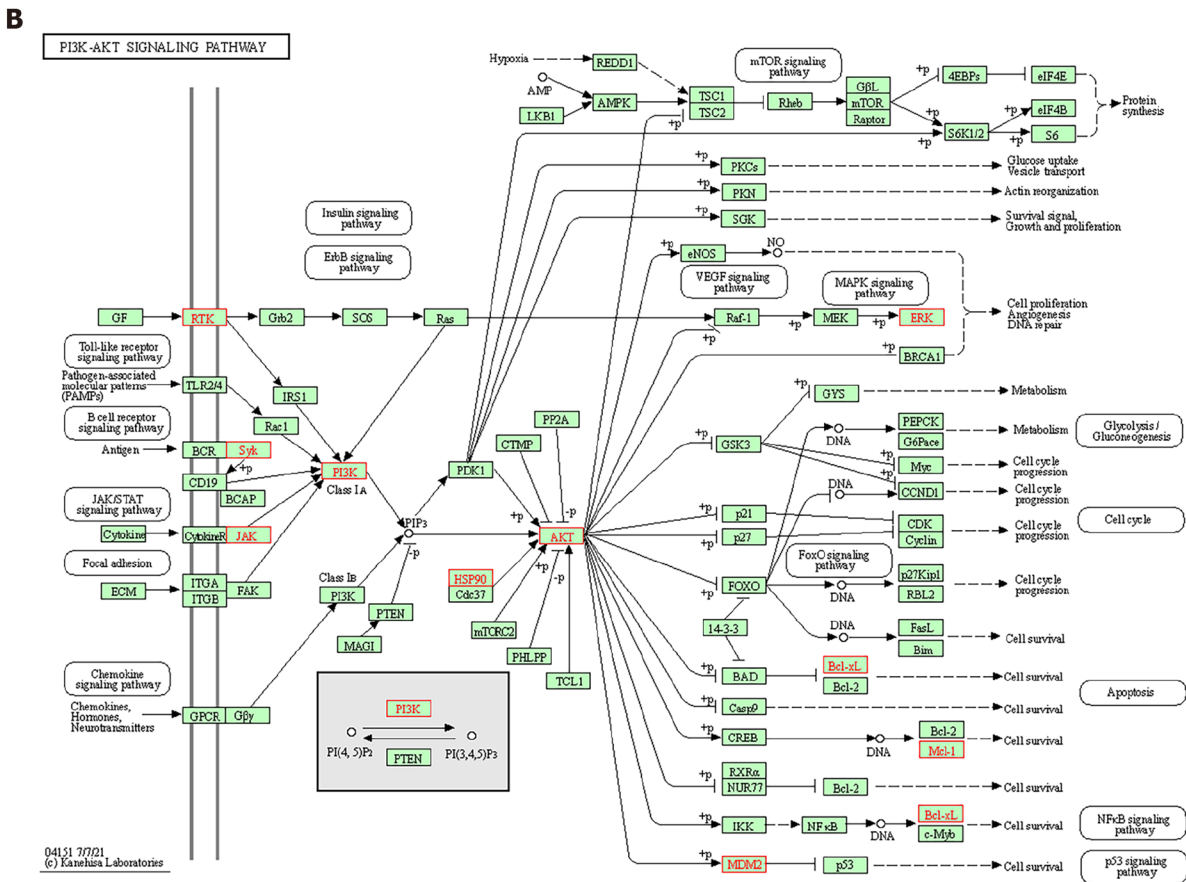 B
PI3K-AKT SIGNALING PATHWAY
Hypoxia
REDD1
AMP
LKB1
AMPK
TSC1
TSC2
+p
Rheb
mTOR signaling
pathway
GβL
mTOR
Raptor
+p
4EBPs
eIF4E
+p
S6K1/2
+p
+p
eIF4B
+p
S6
Protein
synthesis
+p
PKCs
Glucose uptake
Vesicle transport
+p
PKN
Actin reorganization
+p
SGK
Survival signal,
Growth and proliferation
Insulin signaling
pathway
ErbB signaling
pathway
+p
eNOS
NO
VEGF signaling
pathway
MAPK signaling
pathway
Cell proliferation
Angiogenesis
DNA repair
GF
RTK
Grb2
SOS
Ras
Raf-1
+p
+p
MEK
+p
ERK
+p
BRCA1
Toll-like receptor
signaling pathway
Pathogen-associated
molecular patterns
(PAMPs)
TLR2/4
IRS1
Rac1
B cell receptor
signaling pathway
Antigen
BCR
Syk
+p
CD19
BCAP
PI3K
Class IA
JAK/STAT
signaling pathway
Cytokine
CytokineR
JAK
Focal adhesion
ECM
ITGA
ITGB
FAK
Chemokine
signaling pathway
Chemokines,
Hormones,
Neurotransmitters
GPCR
Gβγ
Class IB
PI3K
PIP3
-p
PTEN
MAGI
PDK1
CTMP
PP2A
+p
-p
AKT
+p
-p
HSP90
Cdc37
mTORC2
PHLPP
TCL1
PI3K
PI(4, 5)P2
PI(3,4,5)P3
PTEN
GYS
Metabolism
+p
GSK3
DNA
PEPCK
G6Pace
Metabolism
Glycolysis /
Gluconeogenesis
+p
Myc
Cell cycle
progression
+p
DNA
CCND1
Cell cycle
progression
+p
p21
+p
p27
CDK
Cyclin
Cell cycle
progression
Cell cycle
FoxO signaling
pathway
+p
FOXO
DNA
p27Kip1
RBL2
Cell cycle
progression
14-3-3
DNA
FasL
Bim
Cell survival
+p
BAD
Bcl-xL
Bcl-2
Cell survival
Apoptosis
+p
Casp9
Cell survival
+p
CREB
DNA
Bcl-2
Mcl-1
Cell survival
+p
RXRα
NUR77
Bcl-2
Cell survival
+p
IKK
NFκB
DNA
Bcl-xL
c-Myb
Cell survival
NFκB signaling
pathway
+p
MDM2
p53
Cell survival
p53 signaling
pathway
04151 7/7/21
(c) Kanehisa Laboratories